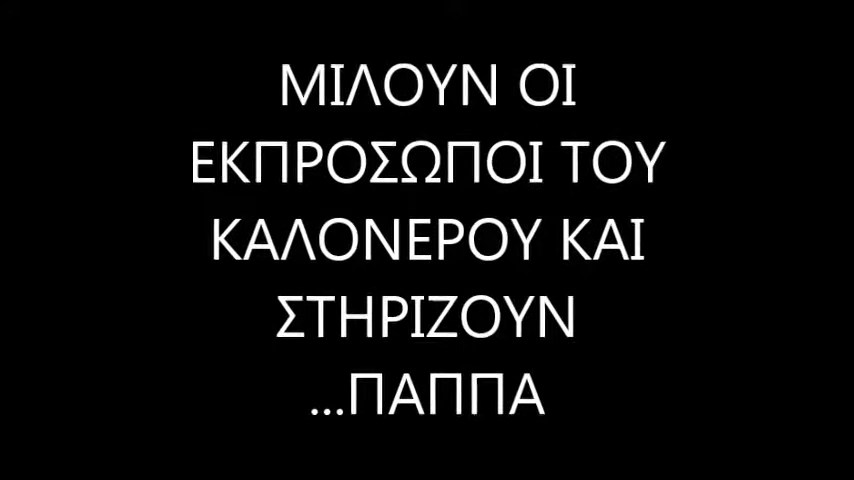 ΜΙΛΟΥΝ ΟΙ
ΕΚΠΡΟΣΩΠΟΙ ΤΟΥ
ΚΑΛΟΝΕΡΟΥ ΚΑΙ
ΣΤΗΡΙΖΟΥΝ
...ΠΑΠΠΑ